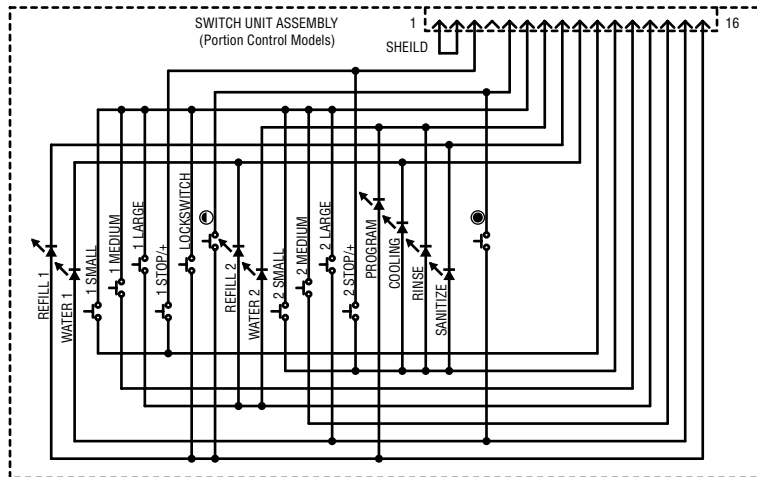 SWITCH UNIT ASSEMBLY
(Portion Control Models)
1
16
SHEILD
REFILL 1
WATER 1
1 SMALL
1 MEDIUM
1 LARGE
1 STOP/+
LOCKSWITCH
REFILL 2
WATER 2
2 SMALL
2 MEDIUM
2 LARGE
2 STOP/+
PROGRAM
COOLING
RINSE
SANITIZE